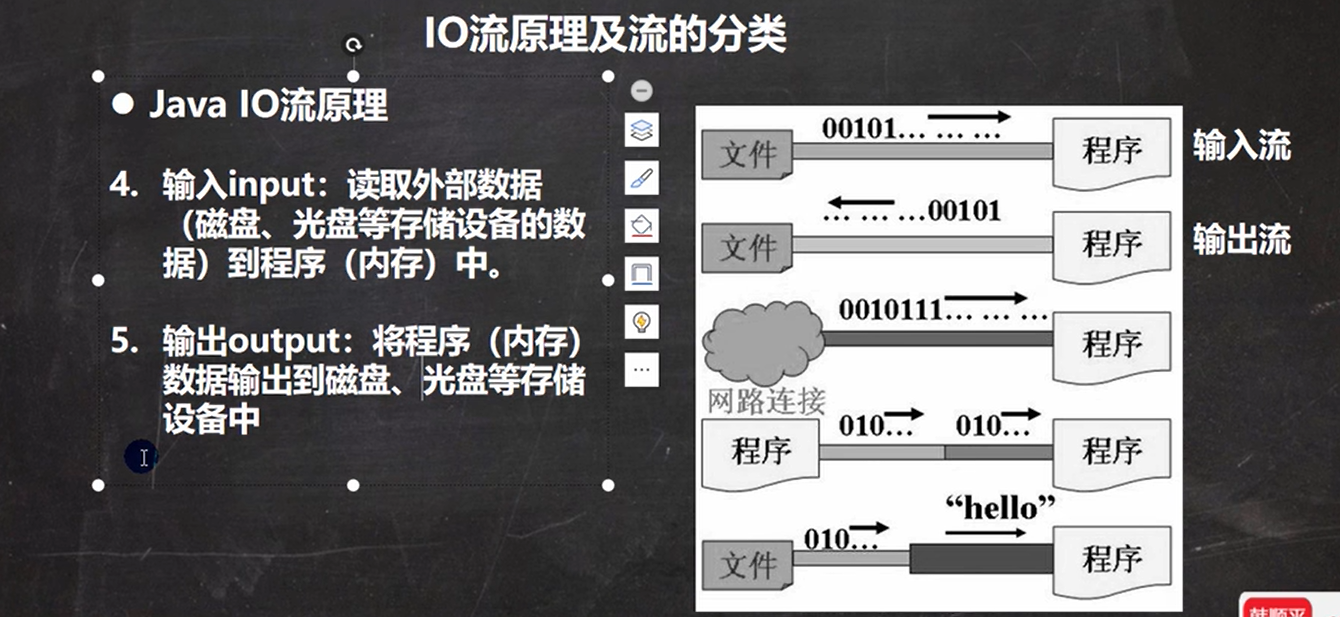 IO流原理及流的分类
● Java IO流原理
4. 输入input：读取外部数据
（磁盘、光盘等存储设备的数
据）到程序（内存）中。
5. 输出output：将程序（内存）
数据输出到磁盘、光盘等存储
设备中
00101... ... ...
文件
程序
输入流
... ... ...00101
文件
程序
输出流
0010111... ... ...
程序
网路连接
010...
010...
程序
程序
“hello”
010...
文件
程序
韩顺平